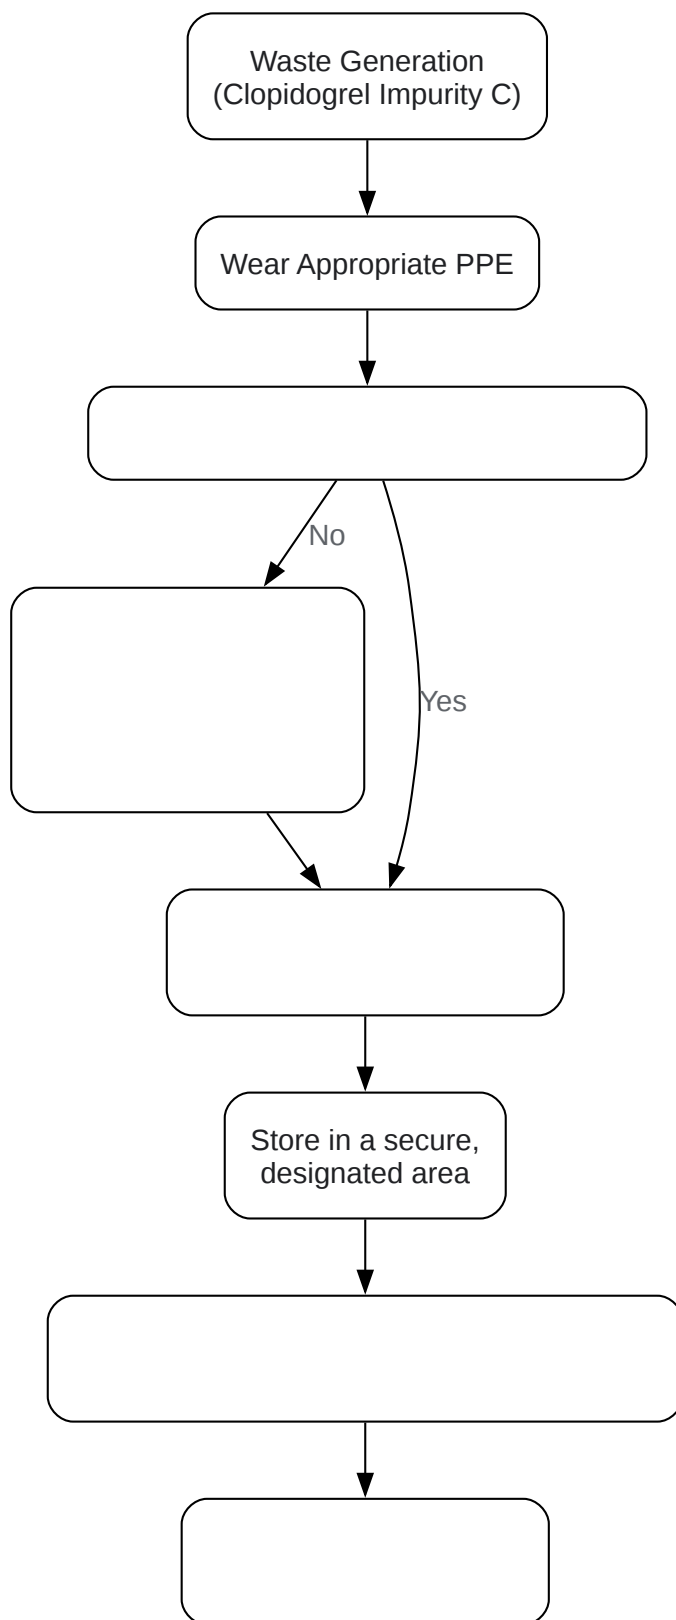 Waste Generation
(Clopidogrel Impurity C)
Wear Appropriate PPE
No
Yes
Store in a secure,
designated area